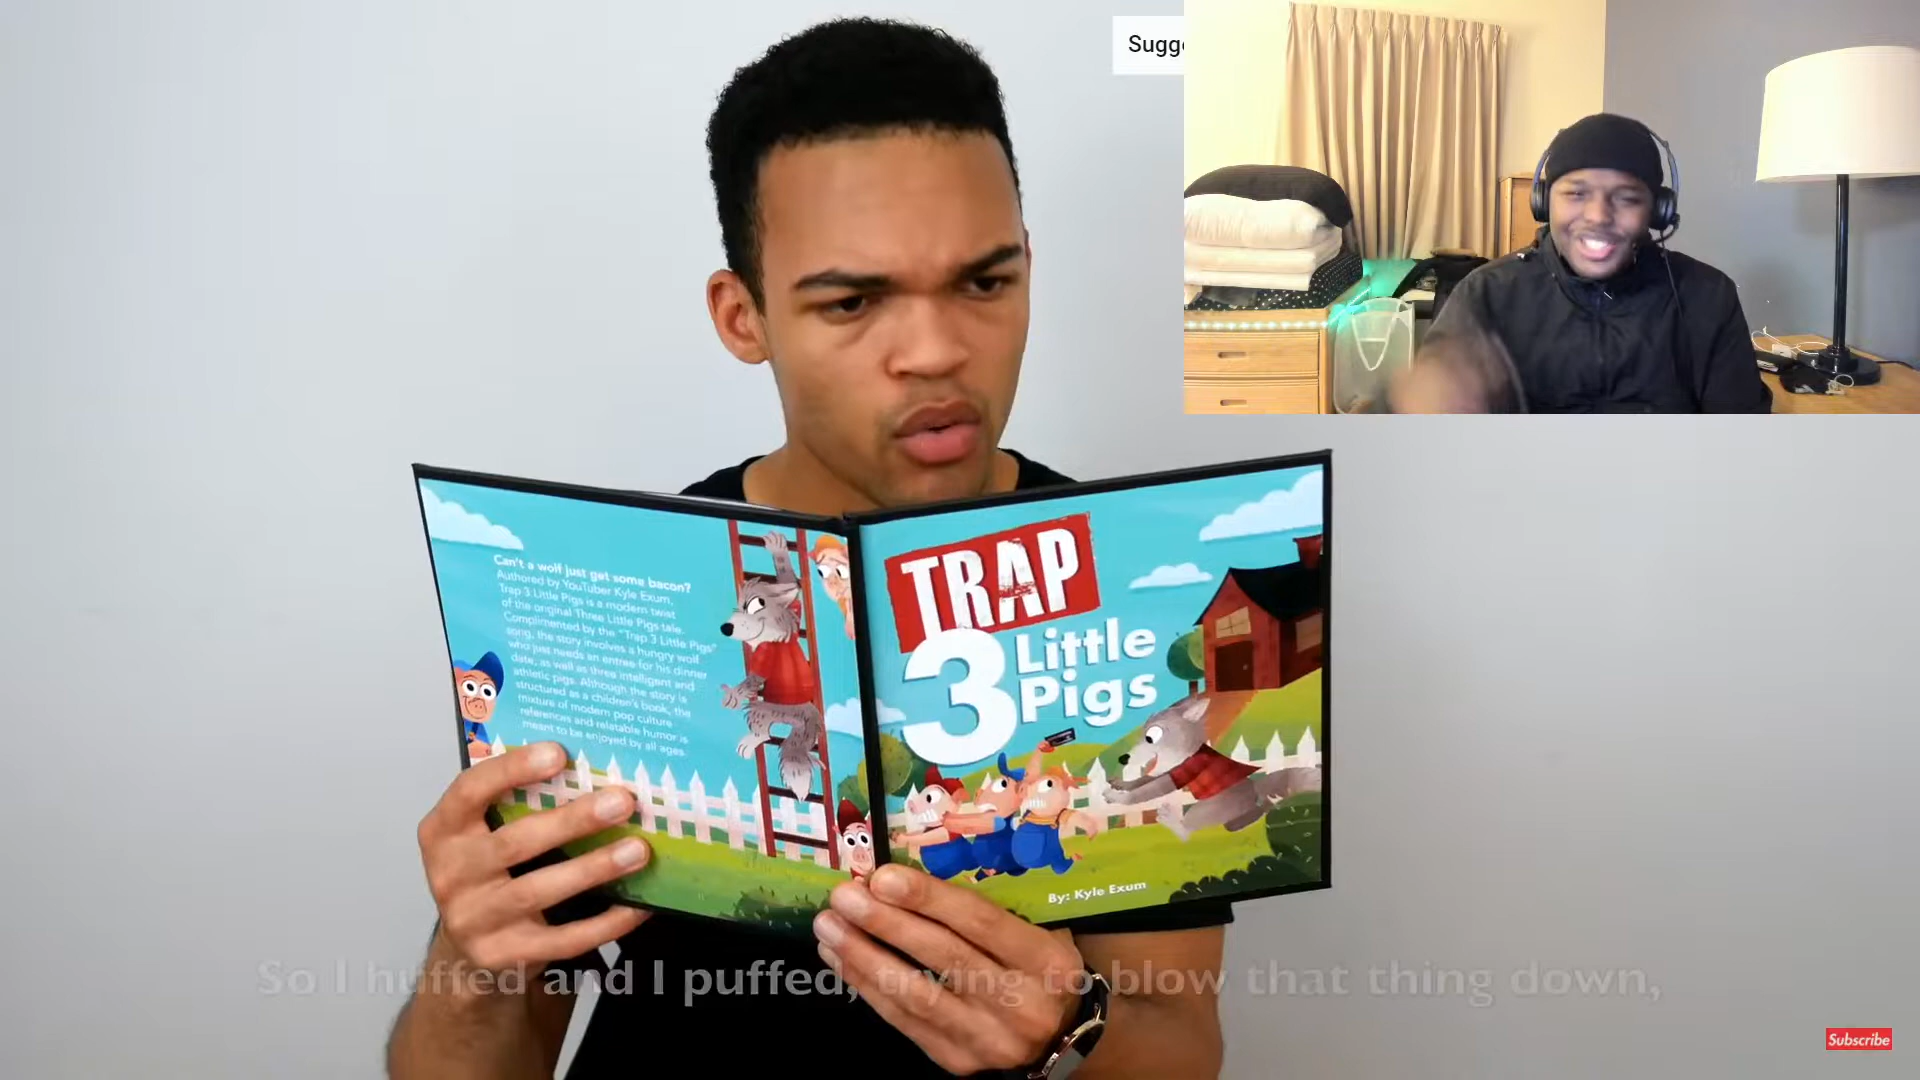 Sugge
Can't a wolf just get some bacon?
Authored by YouTuber Kyle Exum,
Trap 3 Little Pigs is a modern twist
of the original Three Little Pigs tale.
Complimented by the "Trap 3 Little Pigs"
song, the story involves a hungry wolf
who just needs an entree for his dinner
date, as well as three intelligent and
athletic pigs. Although the story is
structured as a children's book, the
mixture of modern pop culture
references and reletable humor is
meant to be enjoyed by all ages.
TRAP
3 Little
Pigs
By: Kyle Exum
So I huffed and I puffed, trying to blow that thing down,
Subscribe